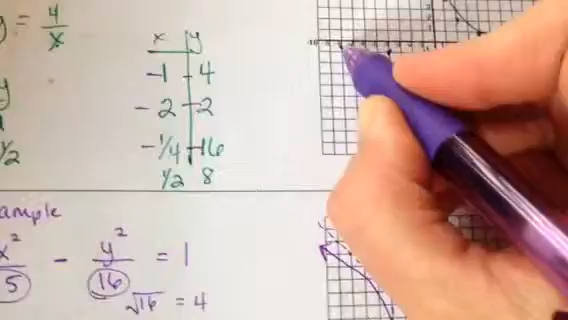 y = 4/x
x y
-1 -4
-2 -2
-1/4 -16
1/2 8
y
1/2
ample
x²/5 - y²/16 = 1
√16 = 4
-10